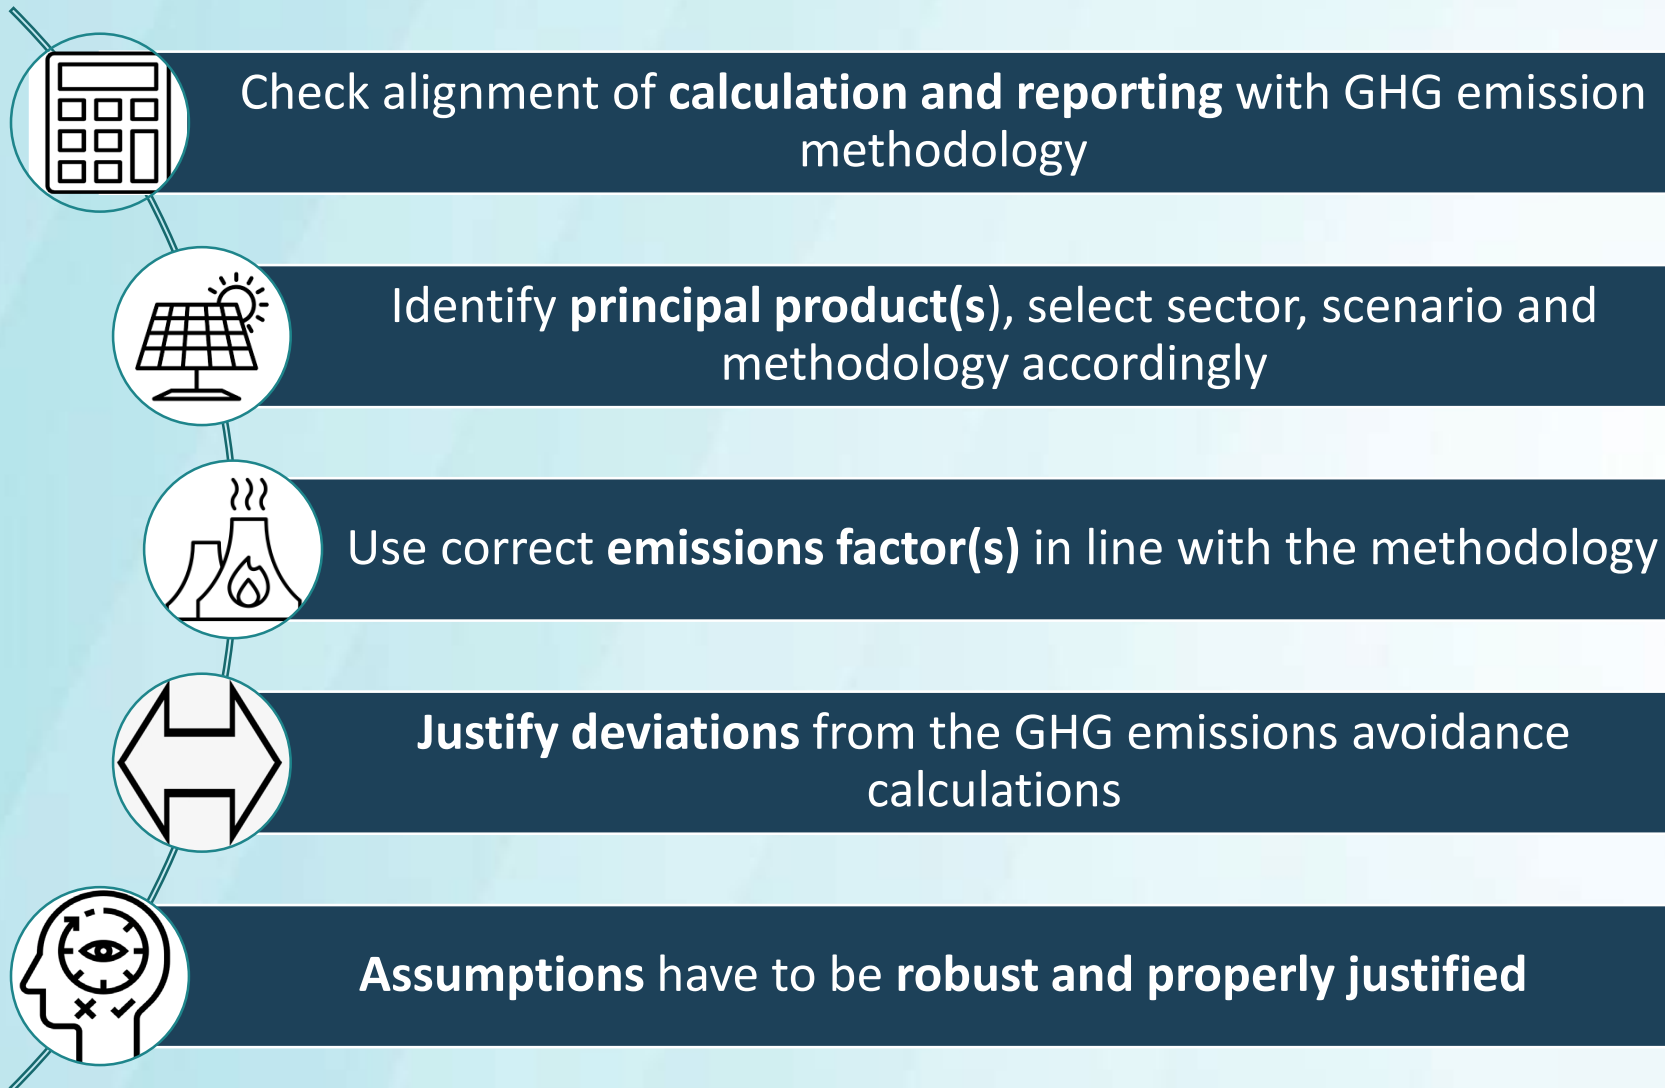 Check alignment of calculation and reporting with GHG emission
methodology
Identify principal product(s), select sector, scenario and
methodology accordingly
Use correct emissions factor(s) in line with the methodology
Justify deviations from the GHG emissions avoidance
calculations
Assumptions have to be robust and properly justified